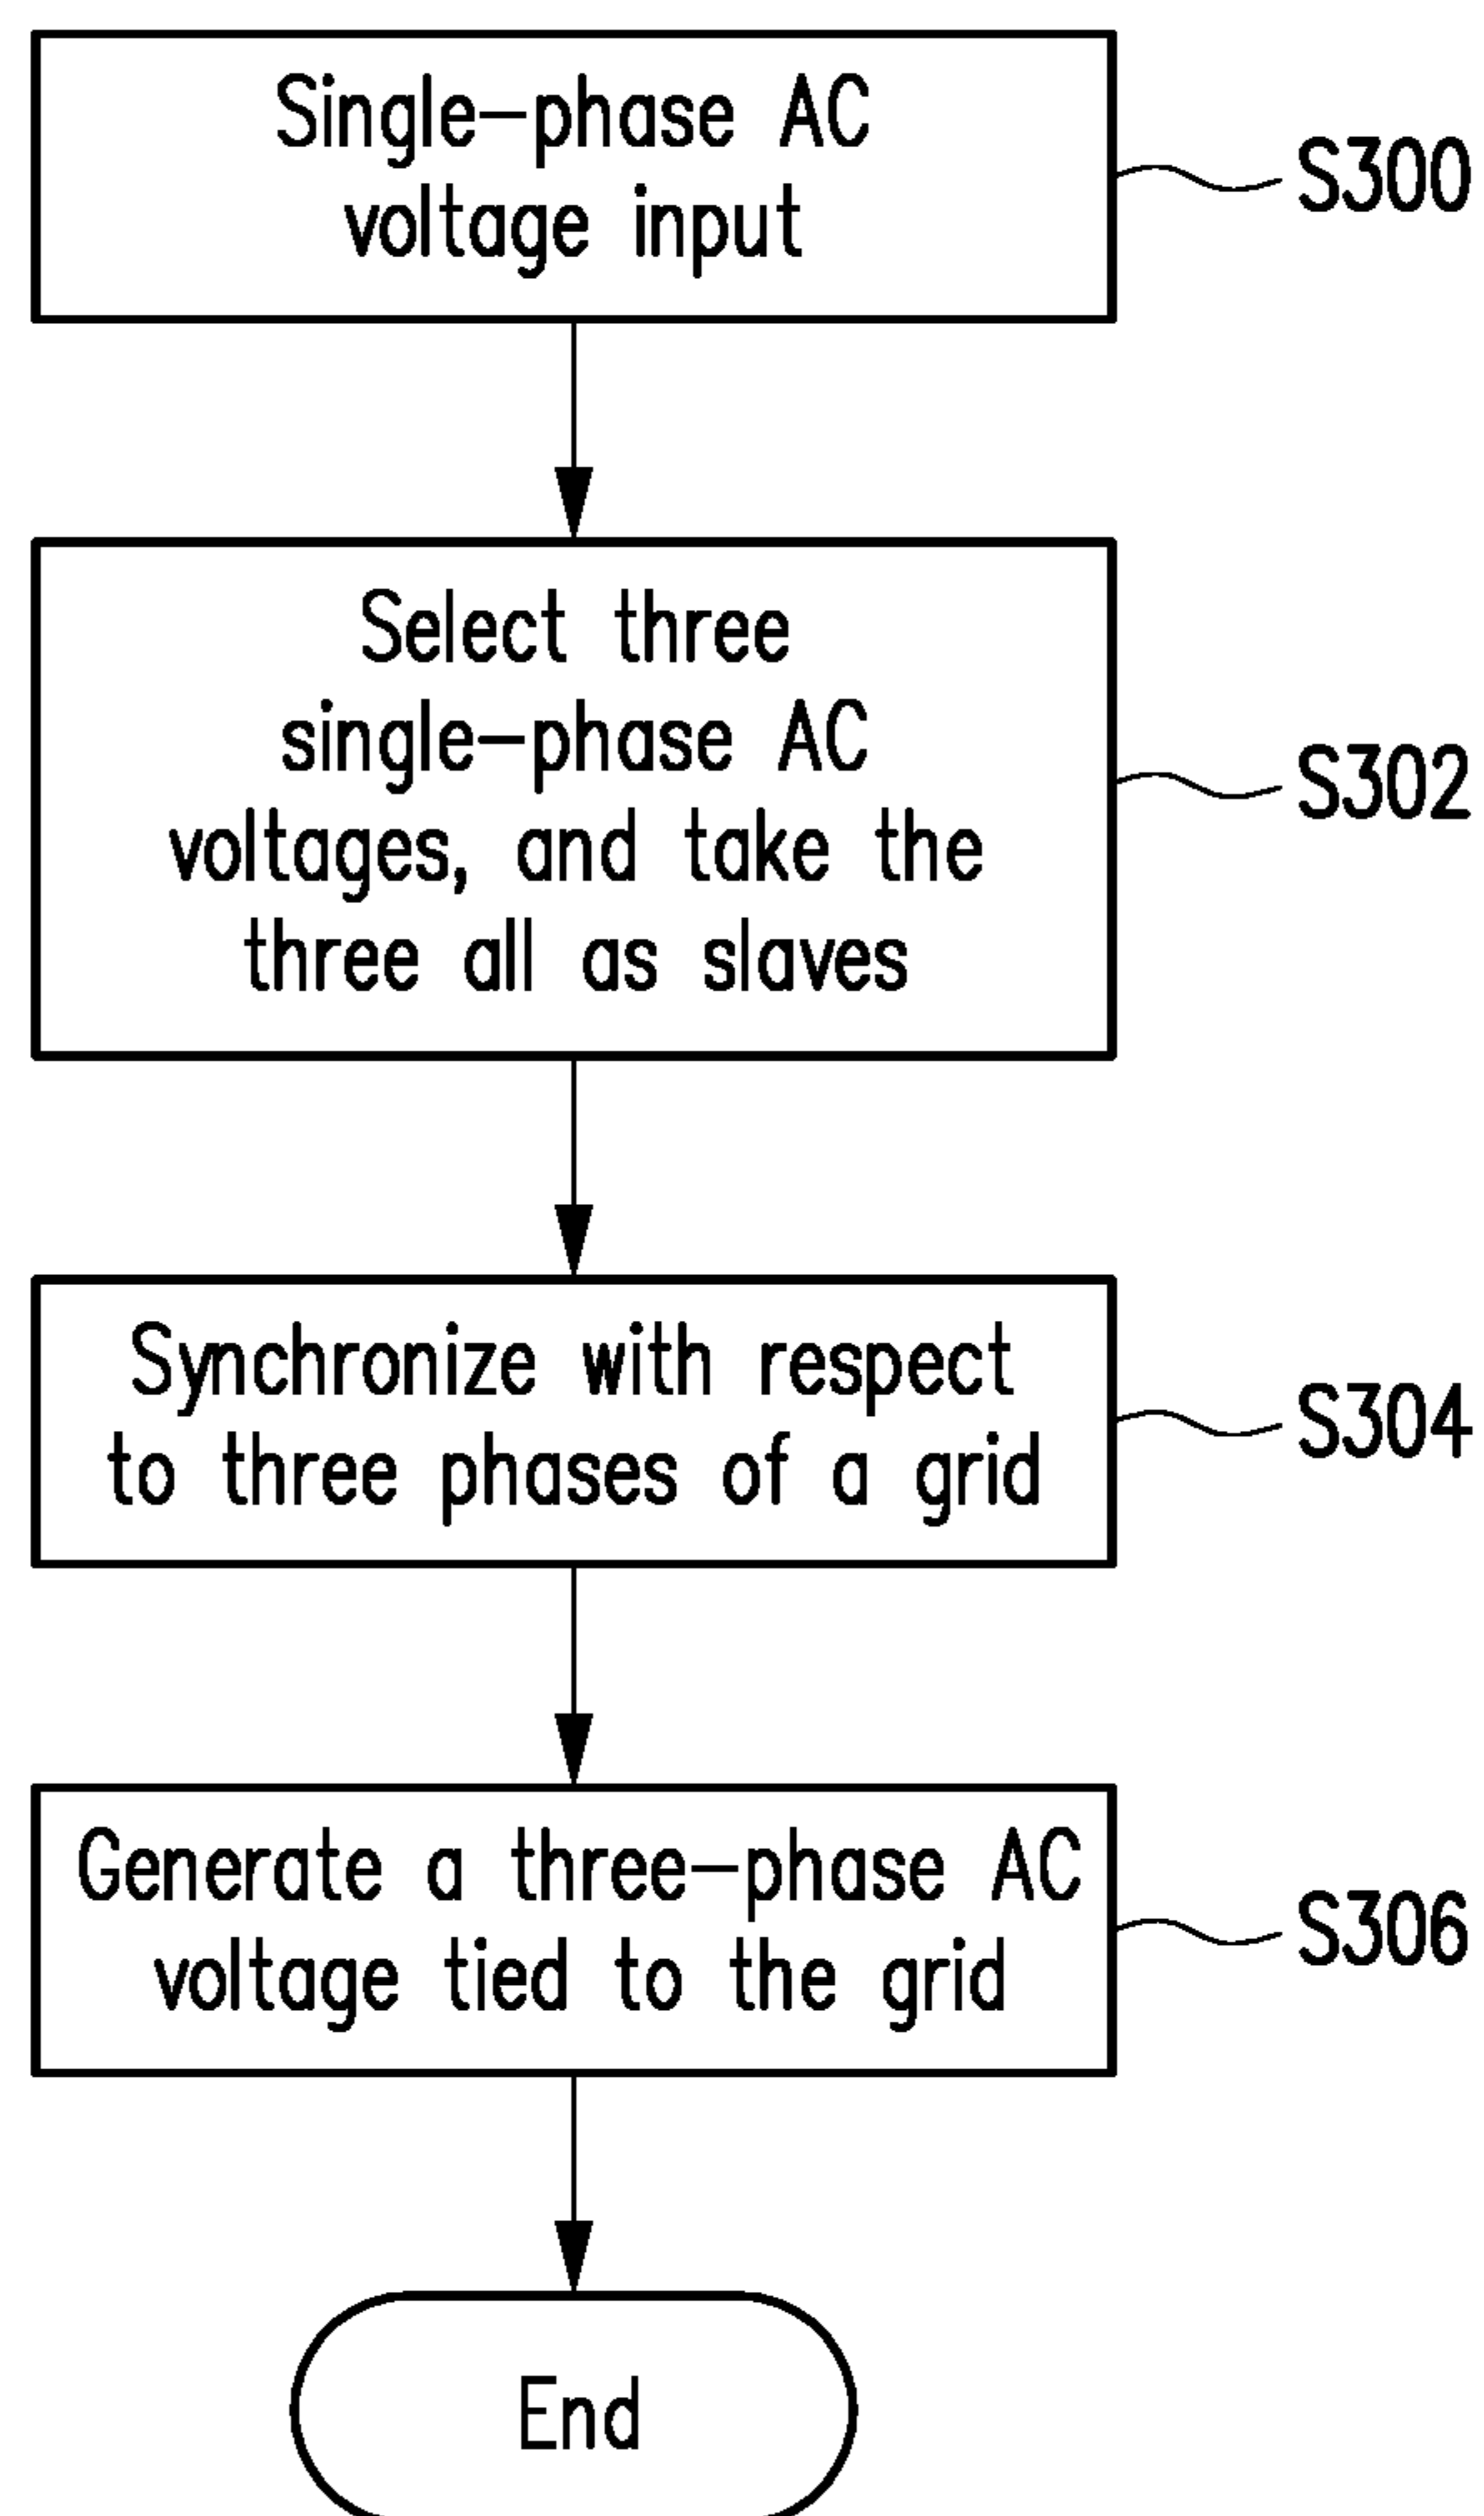 Single-phase AC
voltage input
S300
Select three
single-phase AC
voltages, and take the
three all as slaves
S302
Synchronize with respect
to three phases of a grid
S304
Generate a three-phase AC
voltage tied to the grid
S306
End